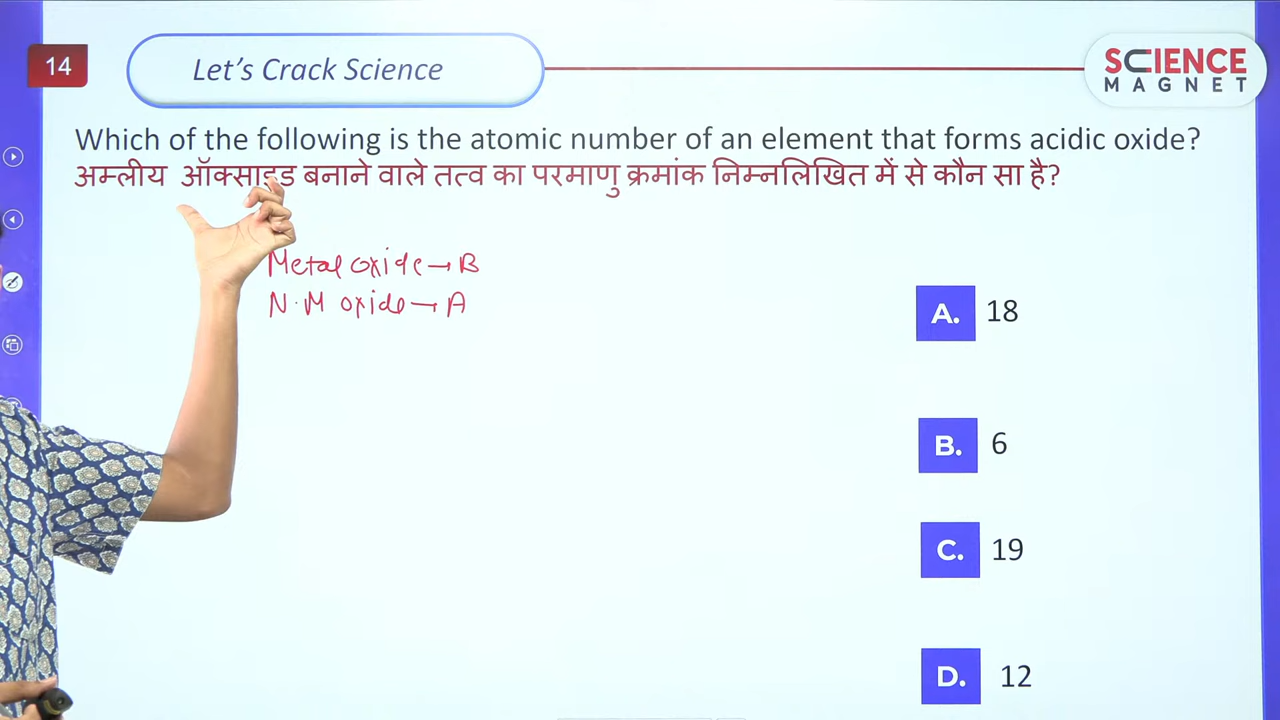 14
Let's Crack Science
SCIENCE
MAGNET
Which of the following is the atomic number of an element that forms acidic oxide?
अम्लीय ऑक्साइड बनाने वाले तत्व का परमाणु क्रमांक निम्नलिखित में से कौन सा है?
Metal oxide → B
N.M oxide → A
A. 18
B. 6
C. 19
D. 12